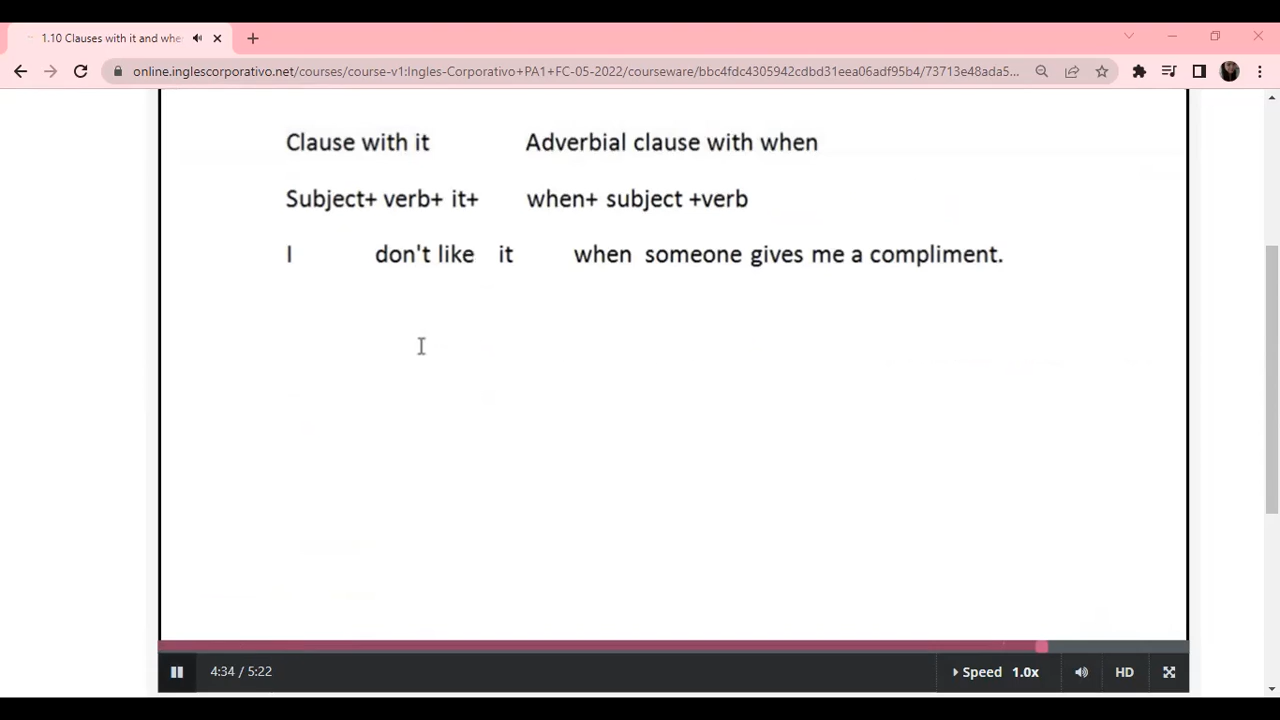 1.10 Clauses with it and whe
online.inglescorporativo.net/courses/course-v1:Ingles-Corporativo+PA1+FC-05-2022/courseware/bbc4fdc4305942cdbd31eea06adf95b4/73713e48ada5...
Clause with it Adverbial clause with when
Subject+ verb+ it+ when+ subject +verb
I don't like it when someone gives me a compliment.
4:34 / 5:22 Speed 1.0x HD